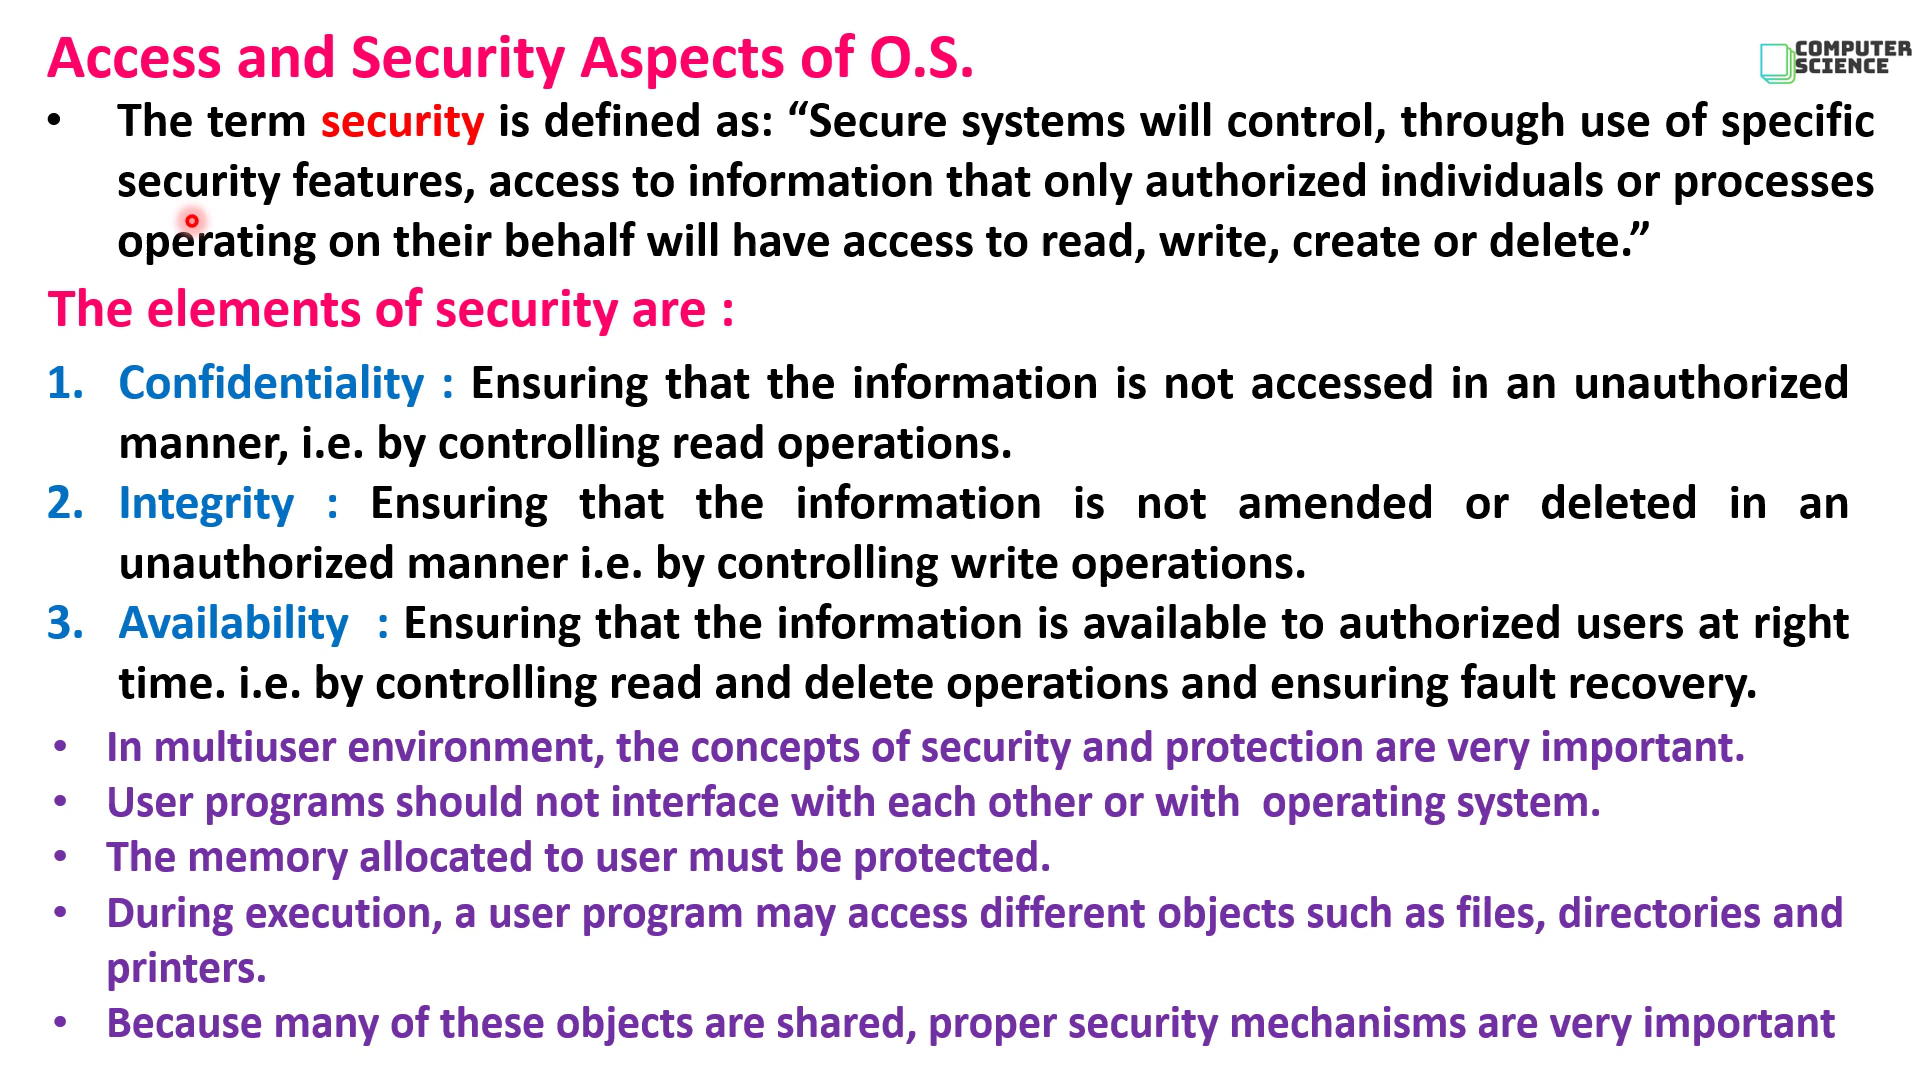 Access and Security Aspects of O.S.
COMPUTER
SCIENCE
• The term security is defined as: “Secure systems will control, through use of specific
security features, access to information that only authorized individuals or processes
operating on their behalf will have access to read, write, create or delete.”
The elements of security are :
1. Confidentiality : Ensuring that the information is not accessed in an unauthorized
manner, i.e. by controlling read operations.
2. Integrity : Ensuring that the information is not amended or deleted in an
unauthorized manner i.e. by controlling write operations.
3. Availability : Ensuring that the information is available to authorized users at right
time. i.e. by controlling read and delete operations and ensuring fault recovery.
• In multiuser environment, the concepts of security and protection are very important.
• User programs should not interface with each other or with operating system.
• The memory allocated to user must be protected.
• During execution, a user program may access different objects such as files, directories and
printers.
• Because many of these objects are shared, proper security mechanisms are very important